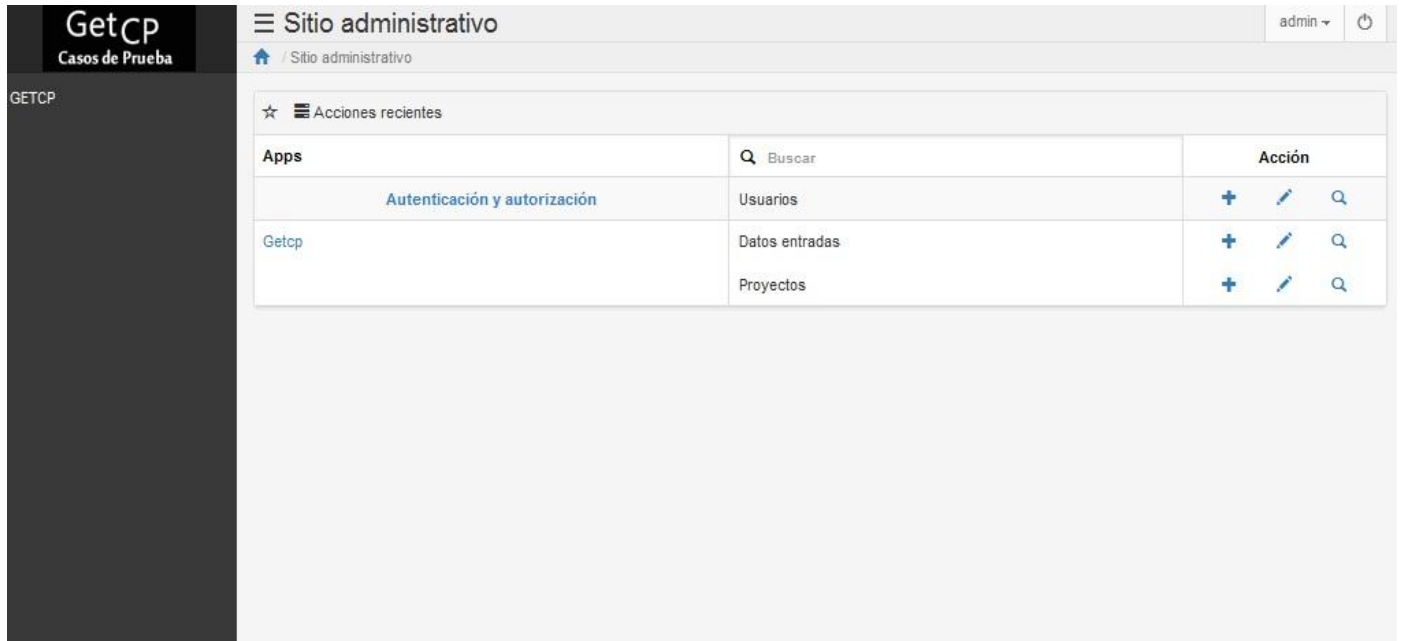 GetCP
Casos de Prueba
GETCP
Sitio administrativo
admin
/ Sitio administrativo
Acciones recientes
Apps
Buscar
Acción
Autenticación y autorización
Usuarios
Getcp
Datos entradas
Proyectos